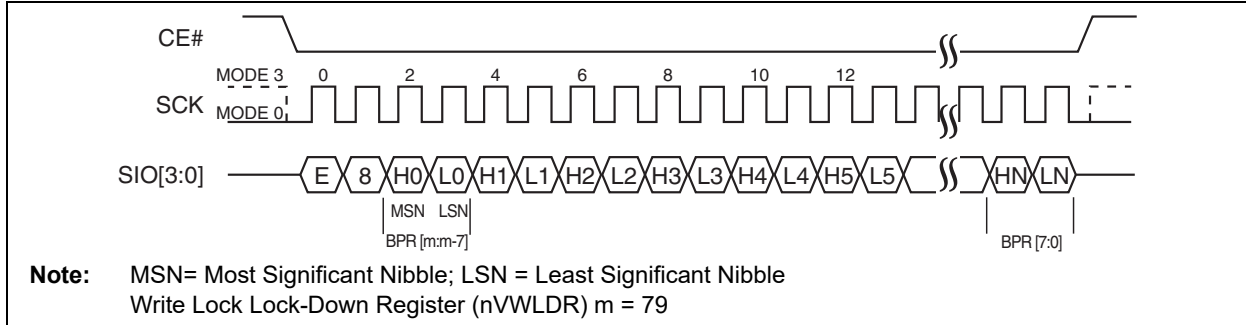 CE#
MODE 3 0 2 4 6 8 10 12
SCK
MODE 0
SIO[3:0] E 8 H0 L0 H1 L1 H2 L2 H3 L3 H4 L4 H5 L5 HN LN
MSN LSN
BPR [m:m-7] BPR [7:0]
Note: MSN= Most Significant Nibble; LSN = Least Significant Nibble
Write Lock Lock-Down Register (nVWLDR) m = 79